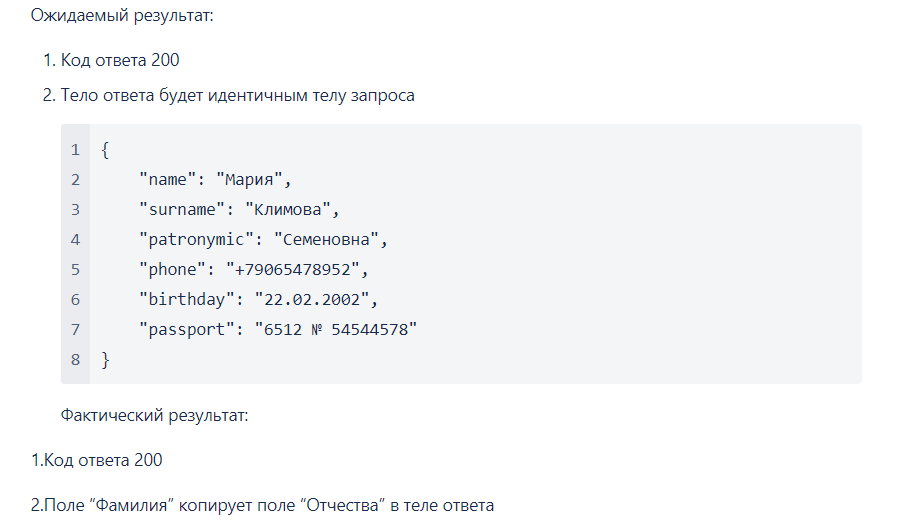 Ожидаемый результат:
1. Код ответа 200
2. Тело ответа будет идентичным телу запроса
1 {
2 "name": "Мария",
3 "surname": "Климова",
4 "patronymic": "Семеновна",
5 "phone": "+79065478952",
6 "birthday": "22.02.2002",
7 "passport": "6512 № 54544578"
8 }
Фактический результат:
1.Код ответа 200
2.Поле “Фамилия” копирует поле “Отчества” в теле ответа